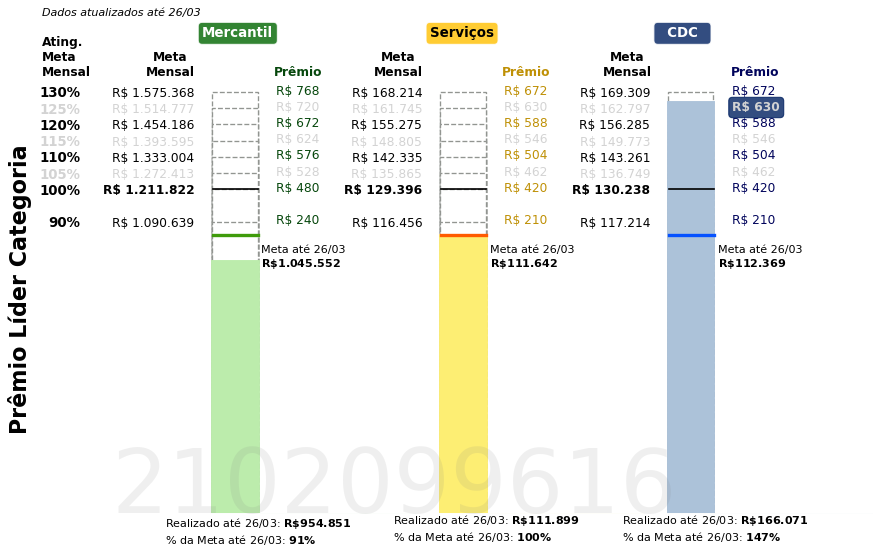 Dados atualizados até 26/03
Mercantil
Serviços
CDC
Ating. Meta Mensal
Meta Mensal
Prêmio
Meta Mensal
Prêmio
Meta Mensal
Prêmio
130% R$ 1.575.368 R$ 768 R$ 168.214 R$ 672 R$ 169.309 R$ 672
125% R$ 1.514.777 R$ 720 R$ 161.745 R$ 630 R$ 162.797 R$ 630
120% R$ 1.454.186 R$ 672 R$ 155.275 R$ 588 R$ 156.285 R$ 588
115% R$ 1.393.595 R$ 624 R$ 148.805 R$ 546 R$ 149.773 R$ 546
110% R$ 1.333.004 R$ 576 R$ 142.335 R$ 504 R$ 143.261 R$ 504
105% R$ 1.272.413 R$ 528 R$ 135.865 R$ 462 R$ 136.749 R$ 462
100% R$ 1.211.822 R$ 480 R$ 129.396 R$ 420 R$ 130.238 R$ 420
90% R$ 1.090.639 R$ 240 R$ 116.456 R$ 210 R$ 117.214 R$ 210
Meta até 26/03
R$1.045.552
Meta até 26/03
R$111.642
Meta até 26/03
R$112.369
Prêmio Líder Categoria
2102099616
Realizado até 26/03: R$954.851
% da Meta até 26/03: 91%
Realizado até 26/03: R$111.899
% da Meta até 26/03: 100%
Realizado até 26/03: R$166.071
% da Meta até 26/03: 147%